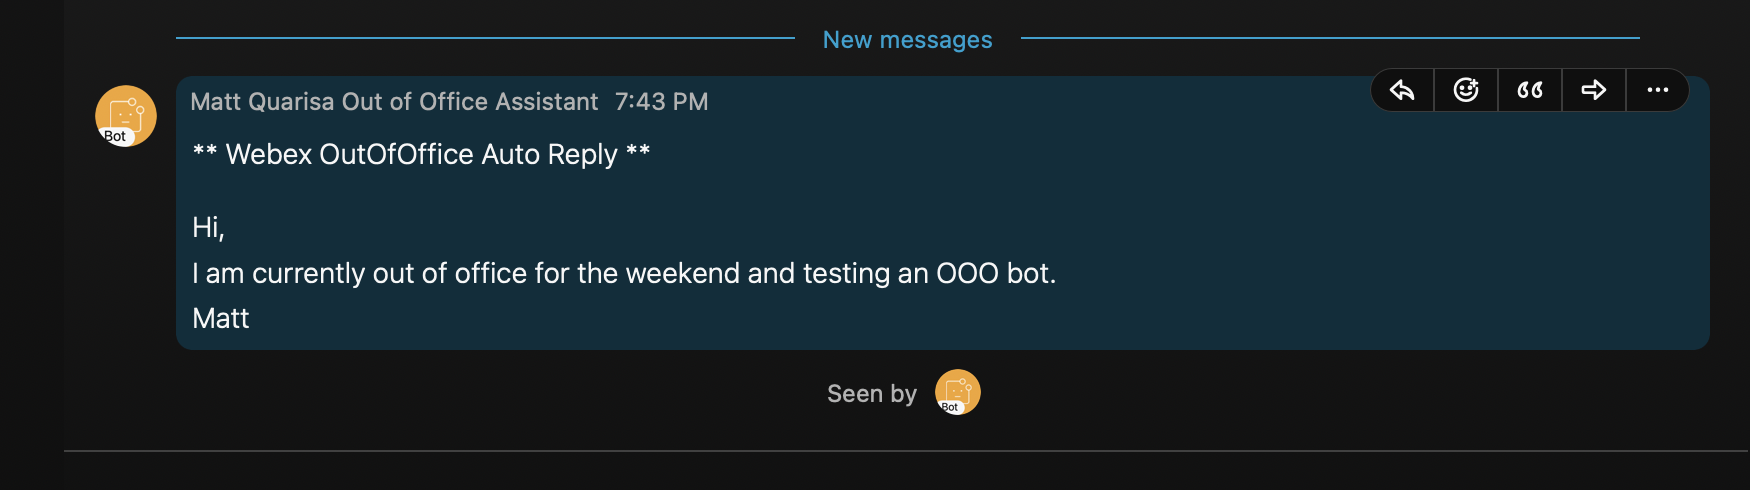 New messages
Matt Quarisa Out of Office Assistant 7:43 PM
Bot
** Webex OutOfOffice Auto Reply **
Hi,
I am currently out of office for the weekend and testing an OOO bot.
Matt
Seen by
Bot